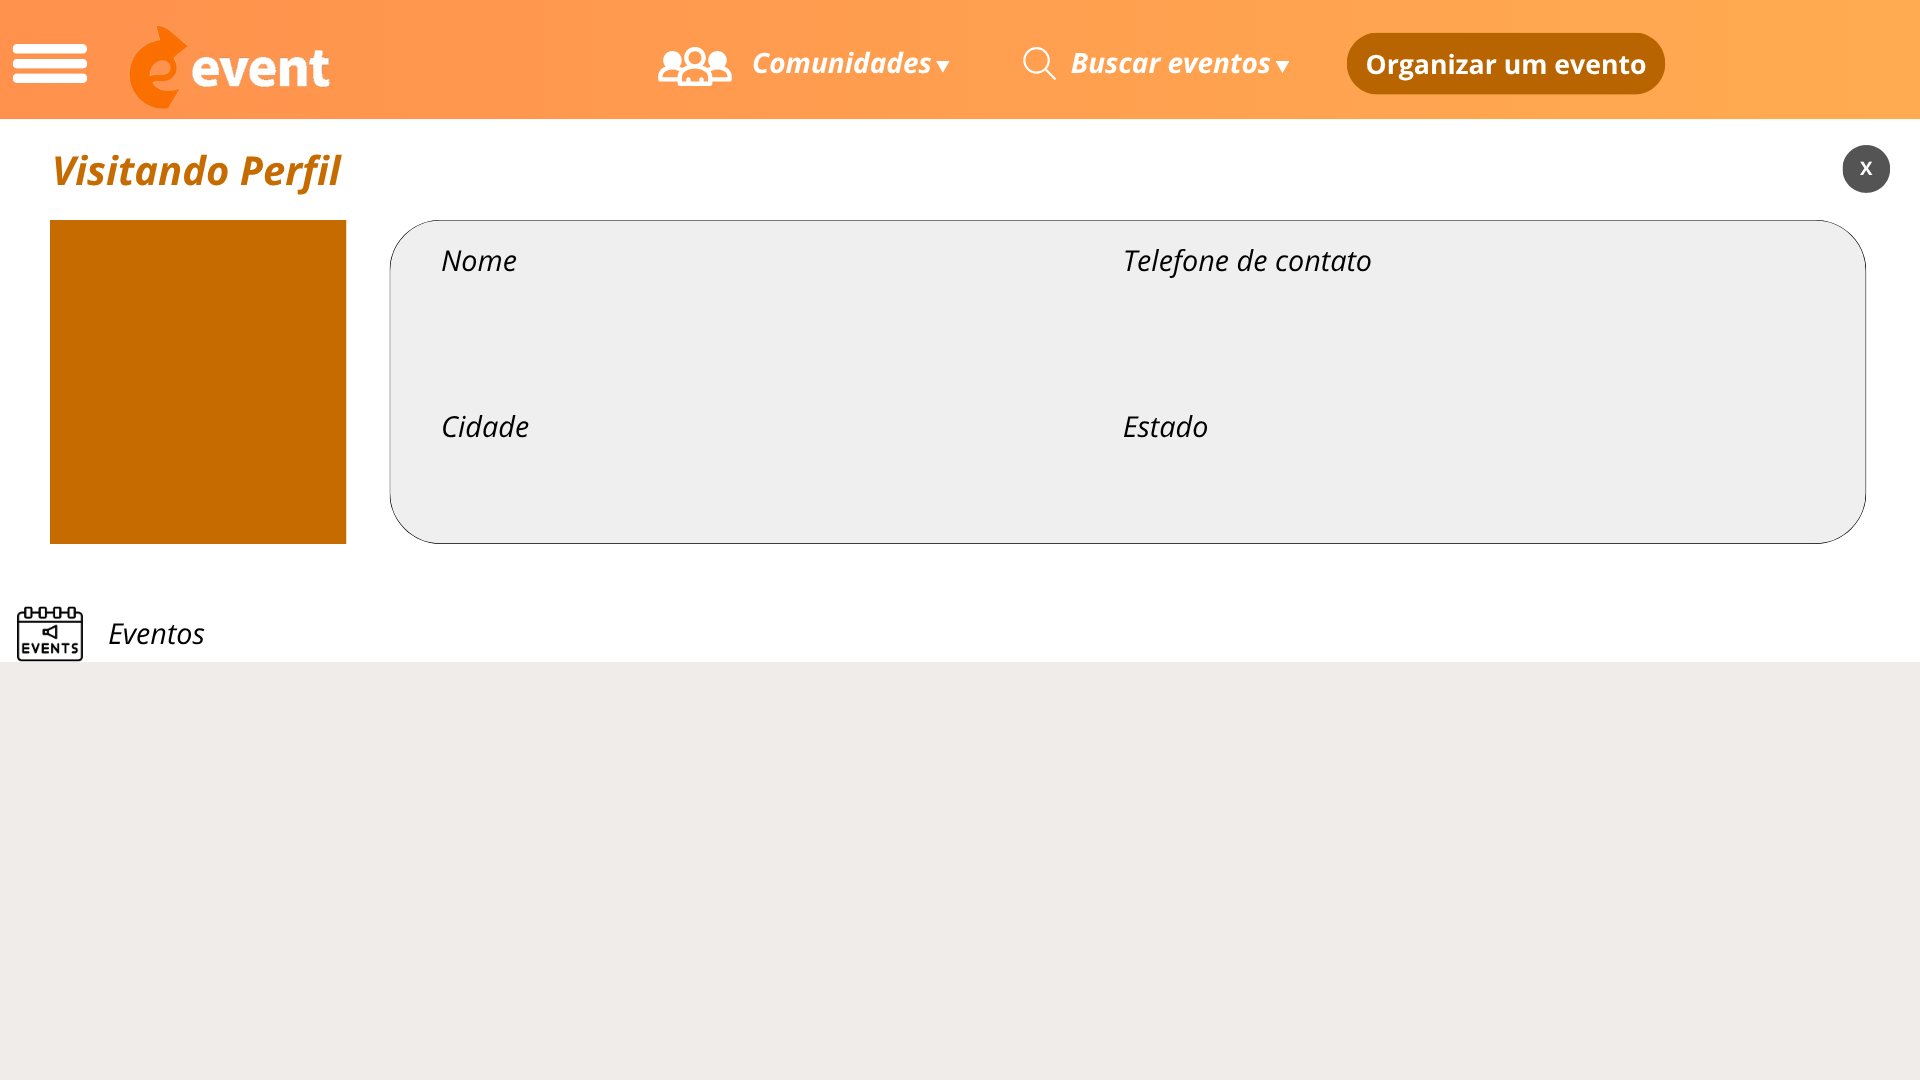 event
Comunidades
Buscar eventos
Organizar um evento
Visitando Perfil
X
Nome
Telefone de contato
Cidade
Estado
EVENTS
Eventos